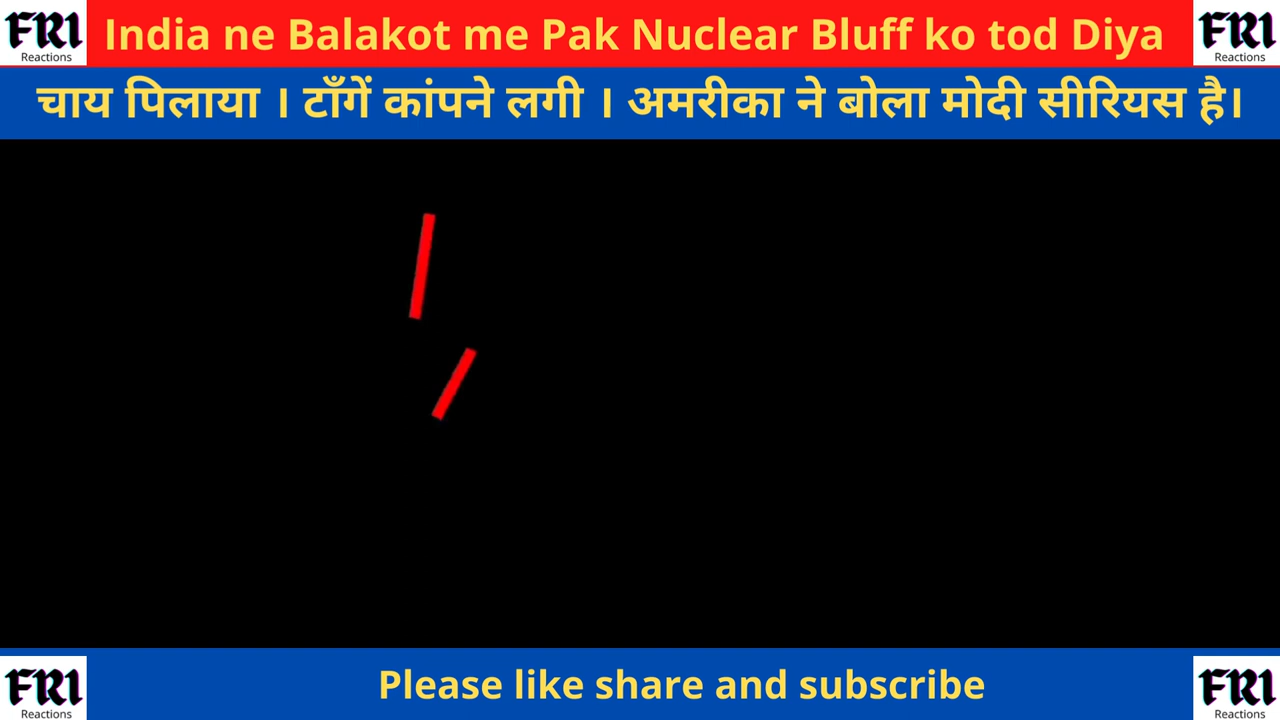 FRI
Reactions
India ne Balakot me Pak Nuclear Bluff ko tod Diya
FRI
Reactions
चाय पिलाया । टाँगें कांपने लगी । अमरीका ने बोला मोदी सीरियस है।
FRI
Reactions
Please like share and subscribe
FRI
Reactions